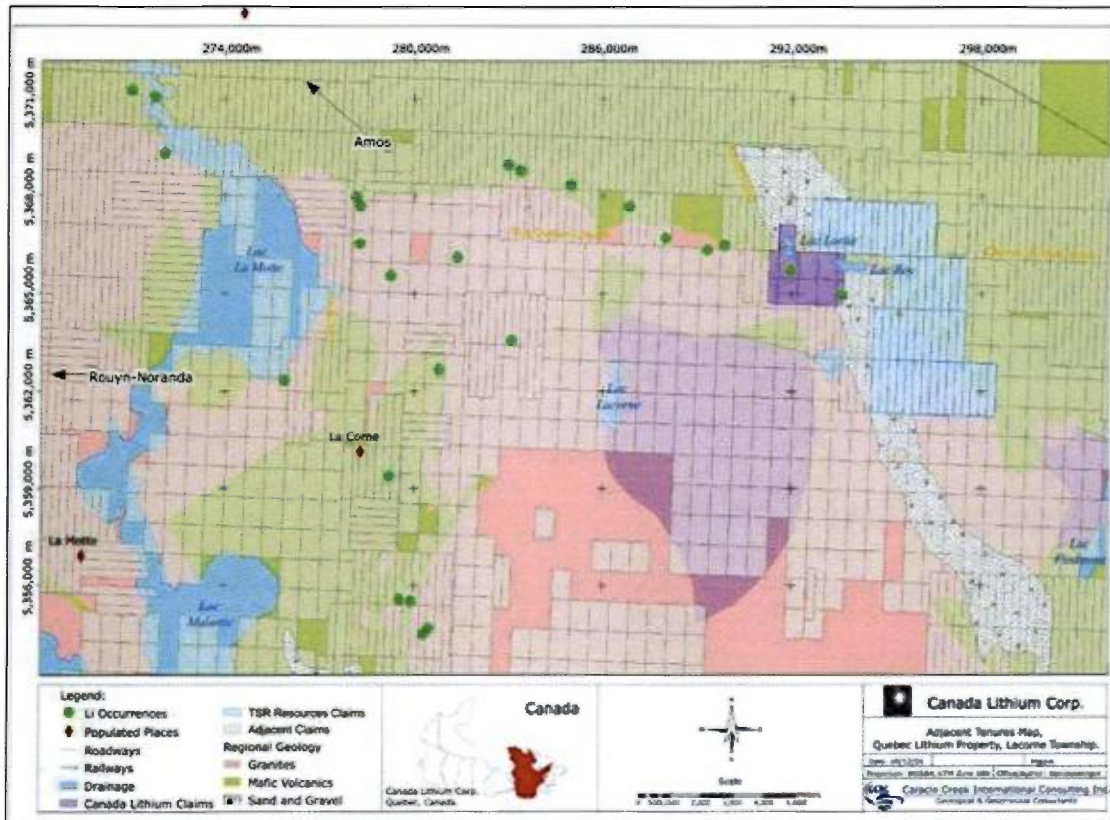 274,000m 280,000m 286,000m 292,000m 298,000m
5,371,000 m
5,368,000 m
5,365,000 m
5,362,000 m
5,359,000 m
5,356,000 m
Amos
Lac
La Motte
Rouyn-Noranda
Lac
Lacorne
La Corne
La Motte
Lac
Malartic
Lac
Legend:
Li Occurrences
Populated Places
Roadways
Railways
Drainage
Canada Lithium Claims
TSR Resources Claims
Adjacent Claims
Regional Geology
Granites
Mafic Volcanics
Sand and Gravel
Canada
Canada Lithium Corp.
Quebec, Canada.
Scale
Canada Lithium Corp.
Adjacent Tenures Map,
Quebec Lithium Property, Lacorne Township.
Caracle Creek International Consulting Inc.
Geological & Geophysical Consultants